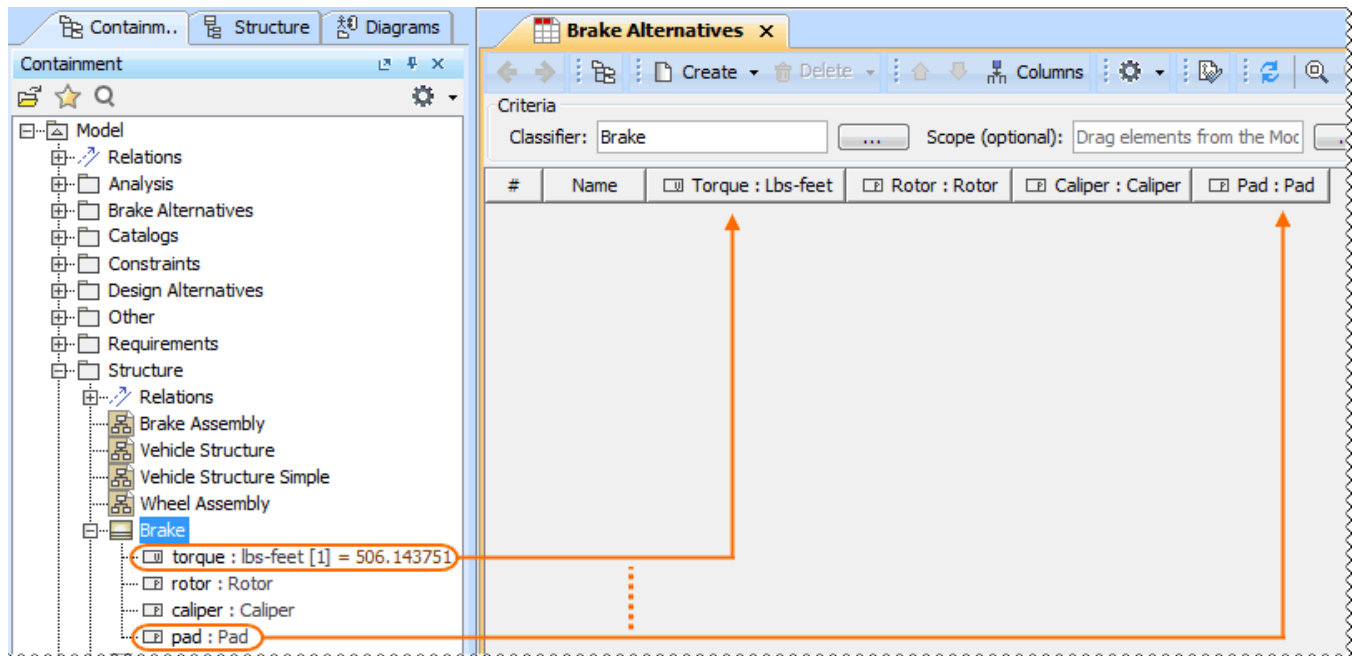 Containm..
Structure
Diagrams
Containment
Model
Relations
Analysis
Brake Alternatives
Catalogs
Constraints
Design Alternatives
Other
Requirements
Structure
Relations
Brake Assembly
Vehicle Structure
Vehicle Structure Simple
Wheel Assembly
Brake
torque : lbs-feet [1] = 506.143751
rotor : Rotor
caliper : Caliper
pad : Pad
Brake Alternatives X
Create Delete Columns
Criteria
Classifier: Brake ... Scope (optional): Drag elements from the Moc
# Name Torque : Lbs-feet Rotor : Rotor Caliper : Caliper Pad : Pad